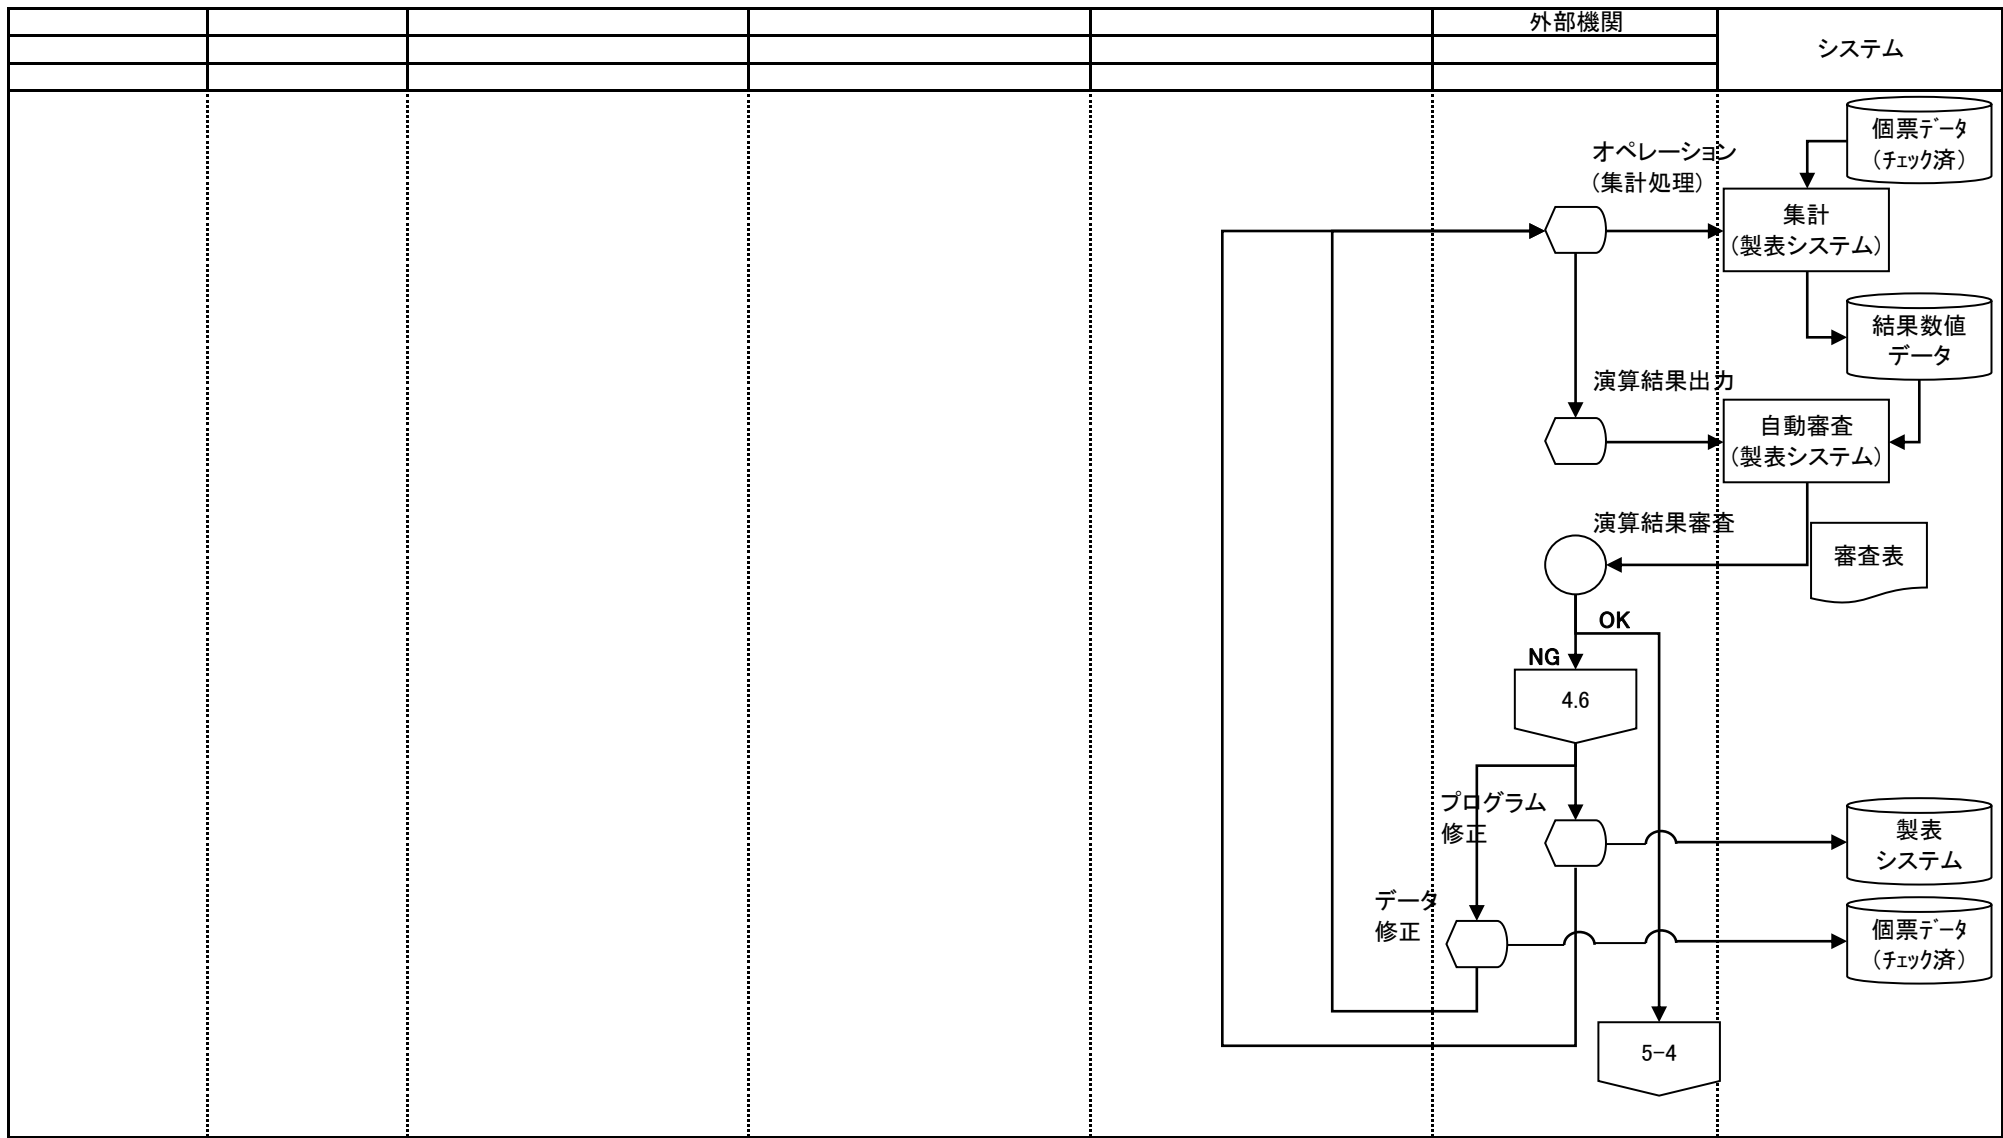 外部機関
システム
個票ﾃﾞｰﾀ
（ﾁｪｯｸ済）
オペレーション
（集計処理）
集計
（製表システム）
結果数値
データ
演算結果出力
自動審査
（製表システム）
演算結果審査
審査表
OK
NG
4.6
プログラム
修正
製表
システム
データ
修正
個票ﾃﾞｰﾀ
（ﾁｪｯｸ済）
5−4